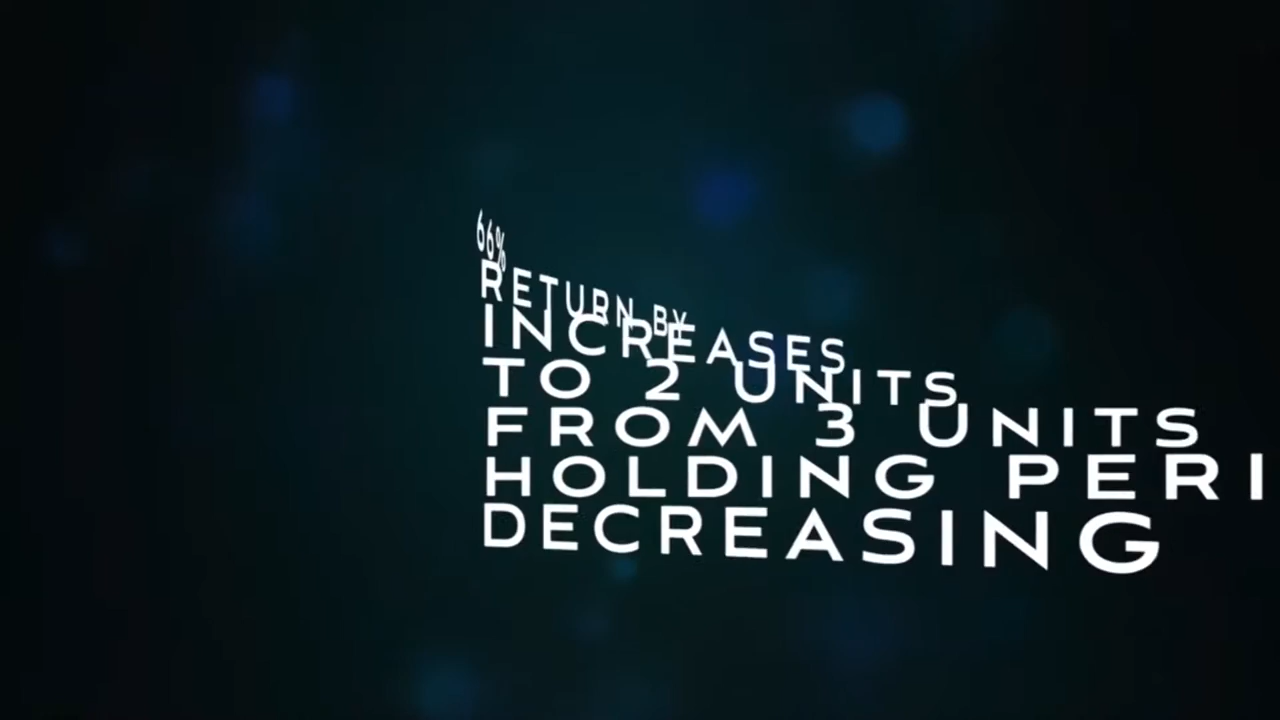 66%
RETURN BY
INCREASES
TO 2 UNITS
FROM 3 UNITS
HOLDING PERI
DECREASING